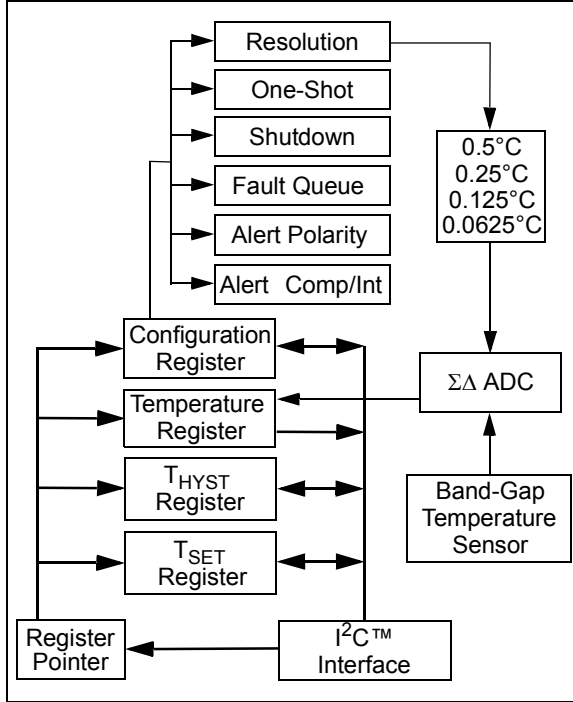 Resolution
One-Shot
Shutdown
Fault Queue
Alert Polarity
Alert Comp/Int
0.5°C
0.25°C
0.125°C
0.0625°C
Configuration
Register
Temperature
Register
ΣΔ ADC
THYST
Register
Band-Gap
Temperature
Sensor
TSET
Register
Register
Pointer
I²C™
Interface